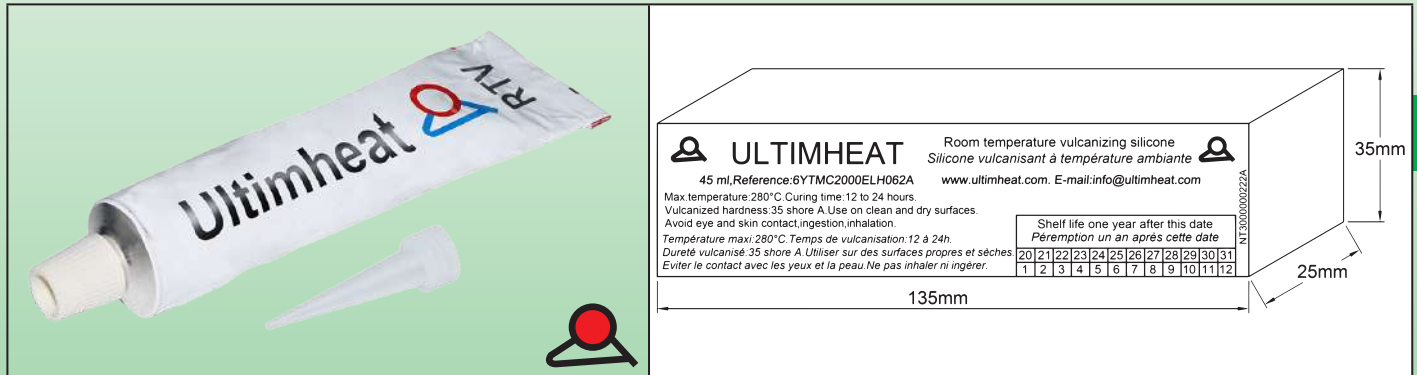 Ultimheat
RTV
ULTIMHEAT
45 ml,Reference:6YTMC2000ELH062A
Room temperature vulcanizing silicone
Silicone vulcanisant à température ambiante
www.ultimheat.com. E-mail:info@ultimheat.com
Max.temperature:280°C.Curing time:12 to 24 hours.
Vulcanized hardness:35 shore A.Use on clean and dry surfaces.
Avoid eye and skin contact,ingestion,inhalation.
Température maxi:280°C.Temps de vulcanisation:12 à 24h.
Dureté vulcanisé:35 shore A.Utiliser sur des surfaces propres et sèches.
Eviter le contact avec les yeux et la peau.Ne pas inhaler ni ingérer.
Shelf life one year after this date
Péremption un an après cette date
20 21 22 23 24 25 26 27 28 29 30 31
1 2 3 4 5 6 7 8 9 10 11 12
NT3000000222A
35mm
25mm
135mm